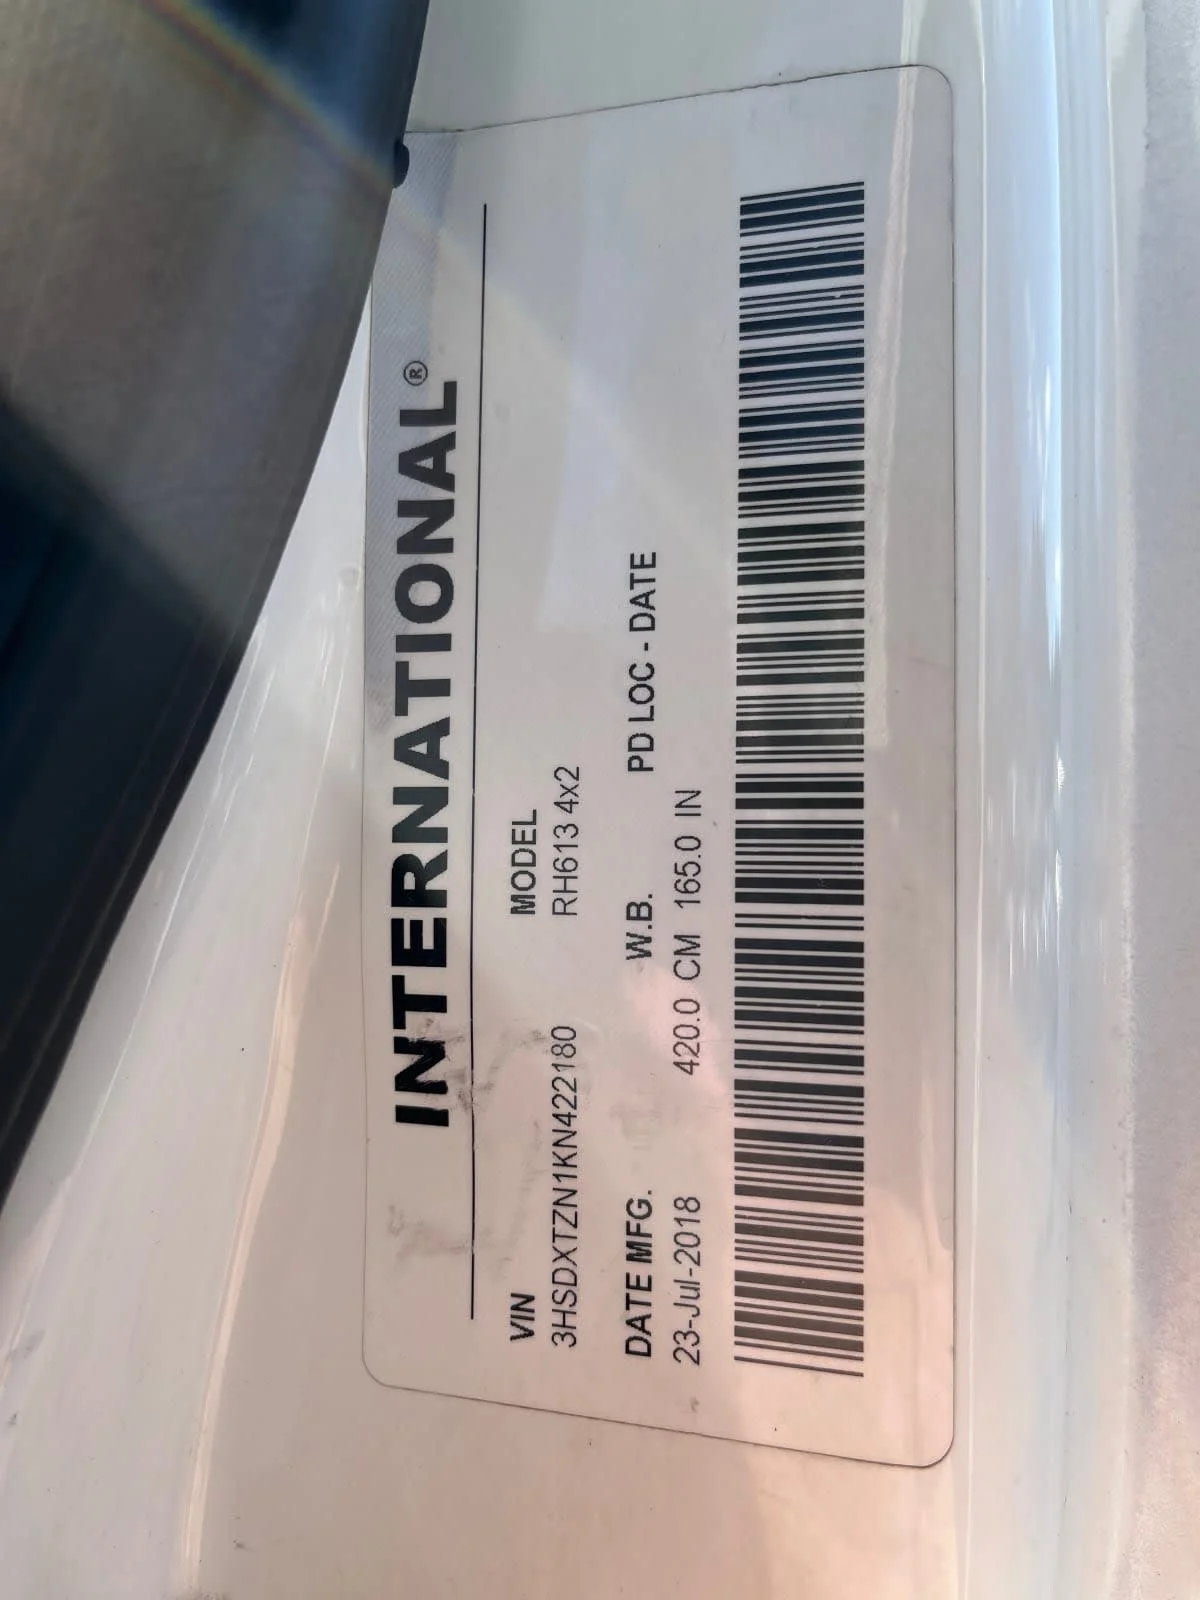 INTERNATIONAL®
VIN MODEL
3HSDXTZN1KN422180 RH613 4x2
DATE MFG. W.B. PD LOC - DATE
23-Jul-2018 420.0 CM 165.0 IN